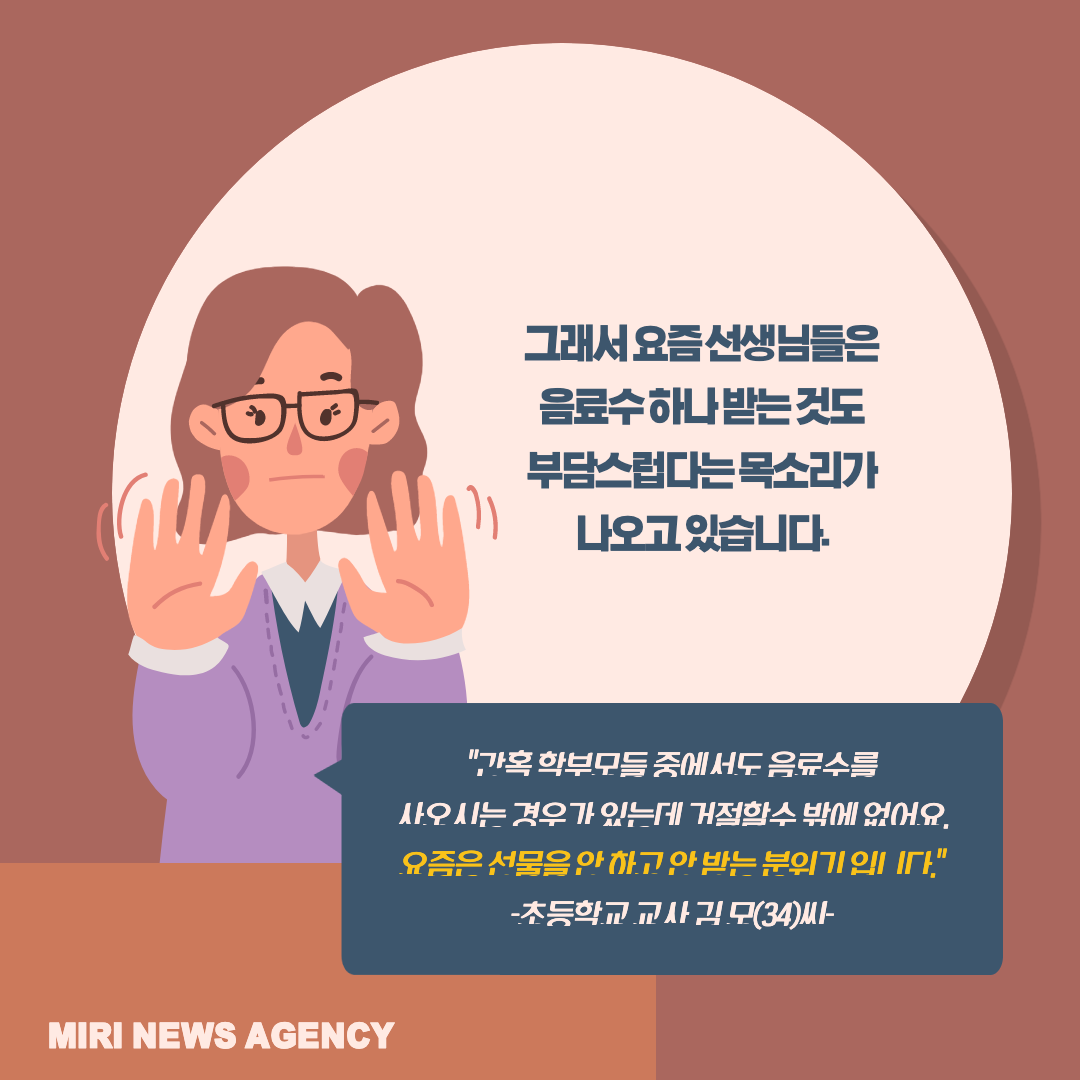 그래서 요즘 선생님들은
음료수 하나 받는 것도
부담스럽다는 목소리가
나오고 있습니다.
"간혹 학부모들 중에서도 음료수를
사오시는 경우가 있는데 거절할수 밖에 없어요.
요즘은 선물을 안 하고 안 받는 분위기 입니다."
-초등학교 교사 김 모(34)씨-
MIRI NEWS AGENCY